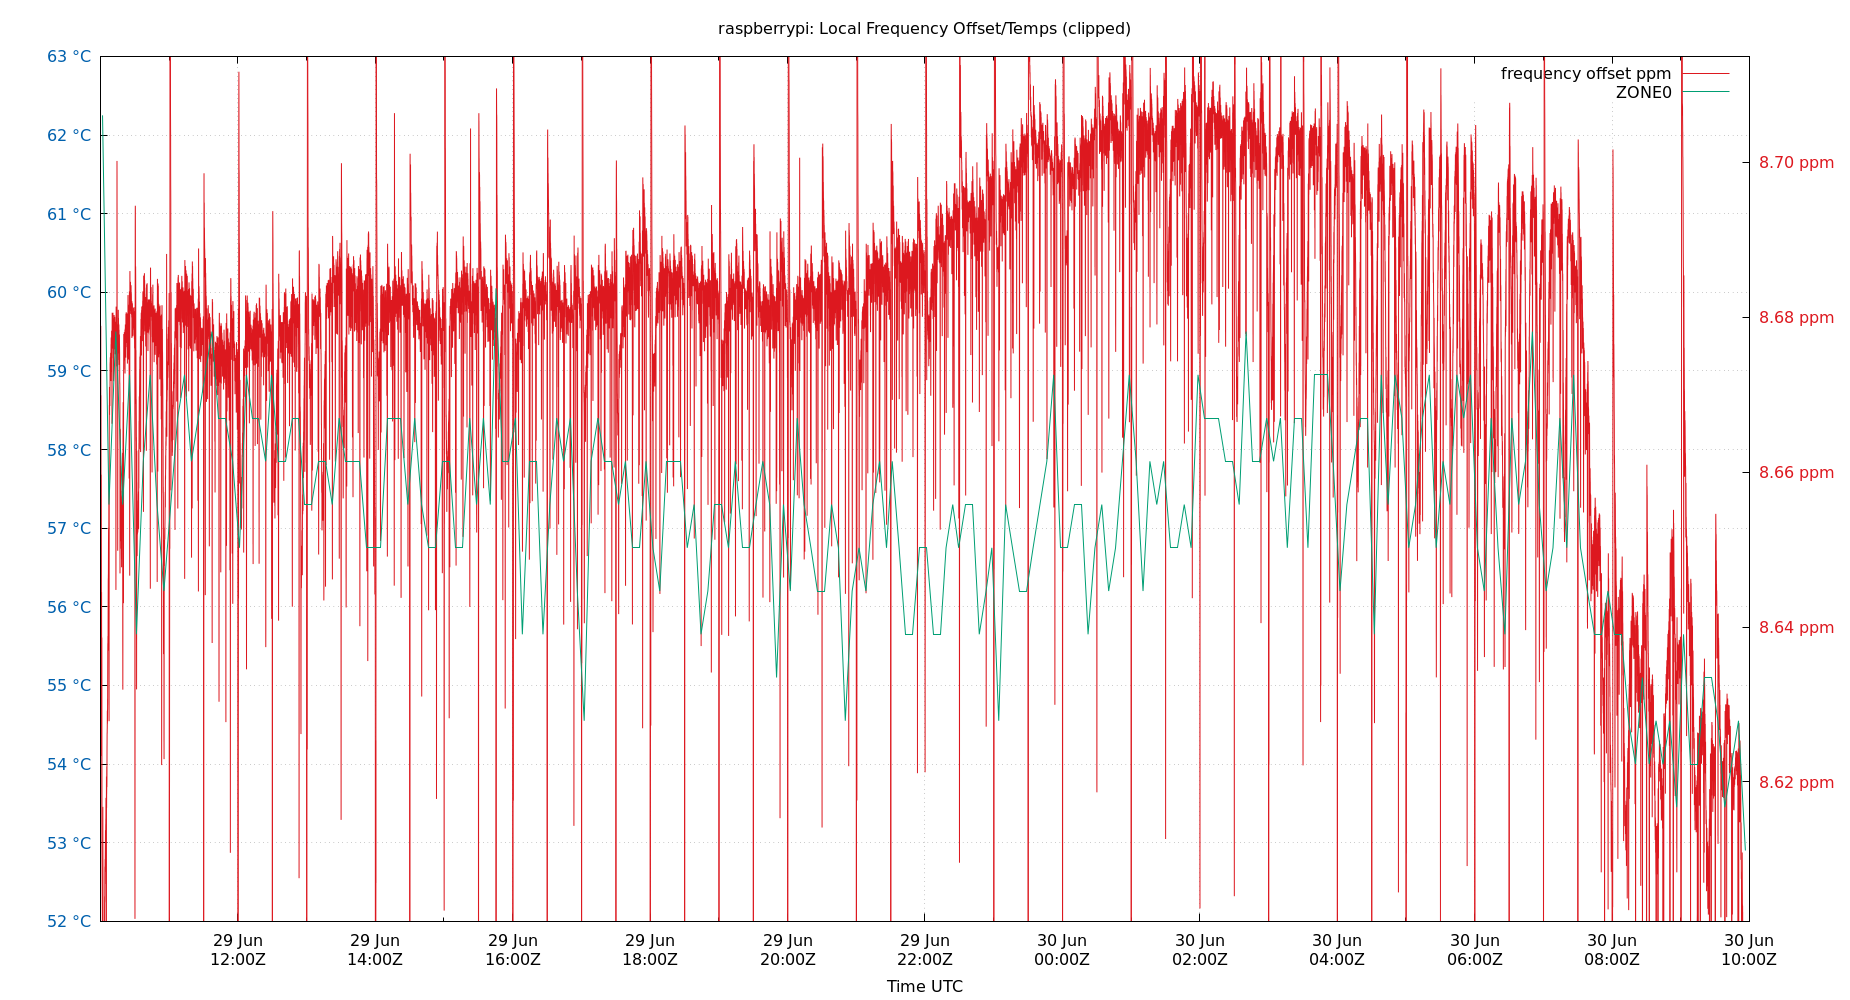 raspberrypi: Local Frequency Offset/Temps (clipped)
frequency offset ppm
ZONE0
63 °C
62 °C
61 °C
60 °C
59 °C
58 °C
57 °C
56 °C
55 °C
54 °C
53 °C
52 °C
8.70 ppm
8.68 ppm
8.66 ppm
8.64 ppm
8.62 ppm
29 Jun 29 Jun 29 Jun 29 Jun 29 Jun 29 Jun 30 Jun 30 Jun 30 Jun 30 Jun 30 Jun 30 Jun
12:00Z 14:00Z 16:00Z 18:00Z 20:00Z 22:00Z 00:00Z 02:00Z 04:00Z 06:00Z 08:00Z 10:00Z
Time UTC